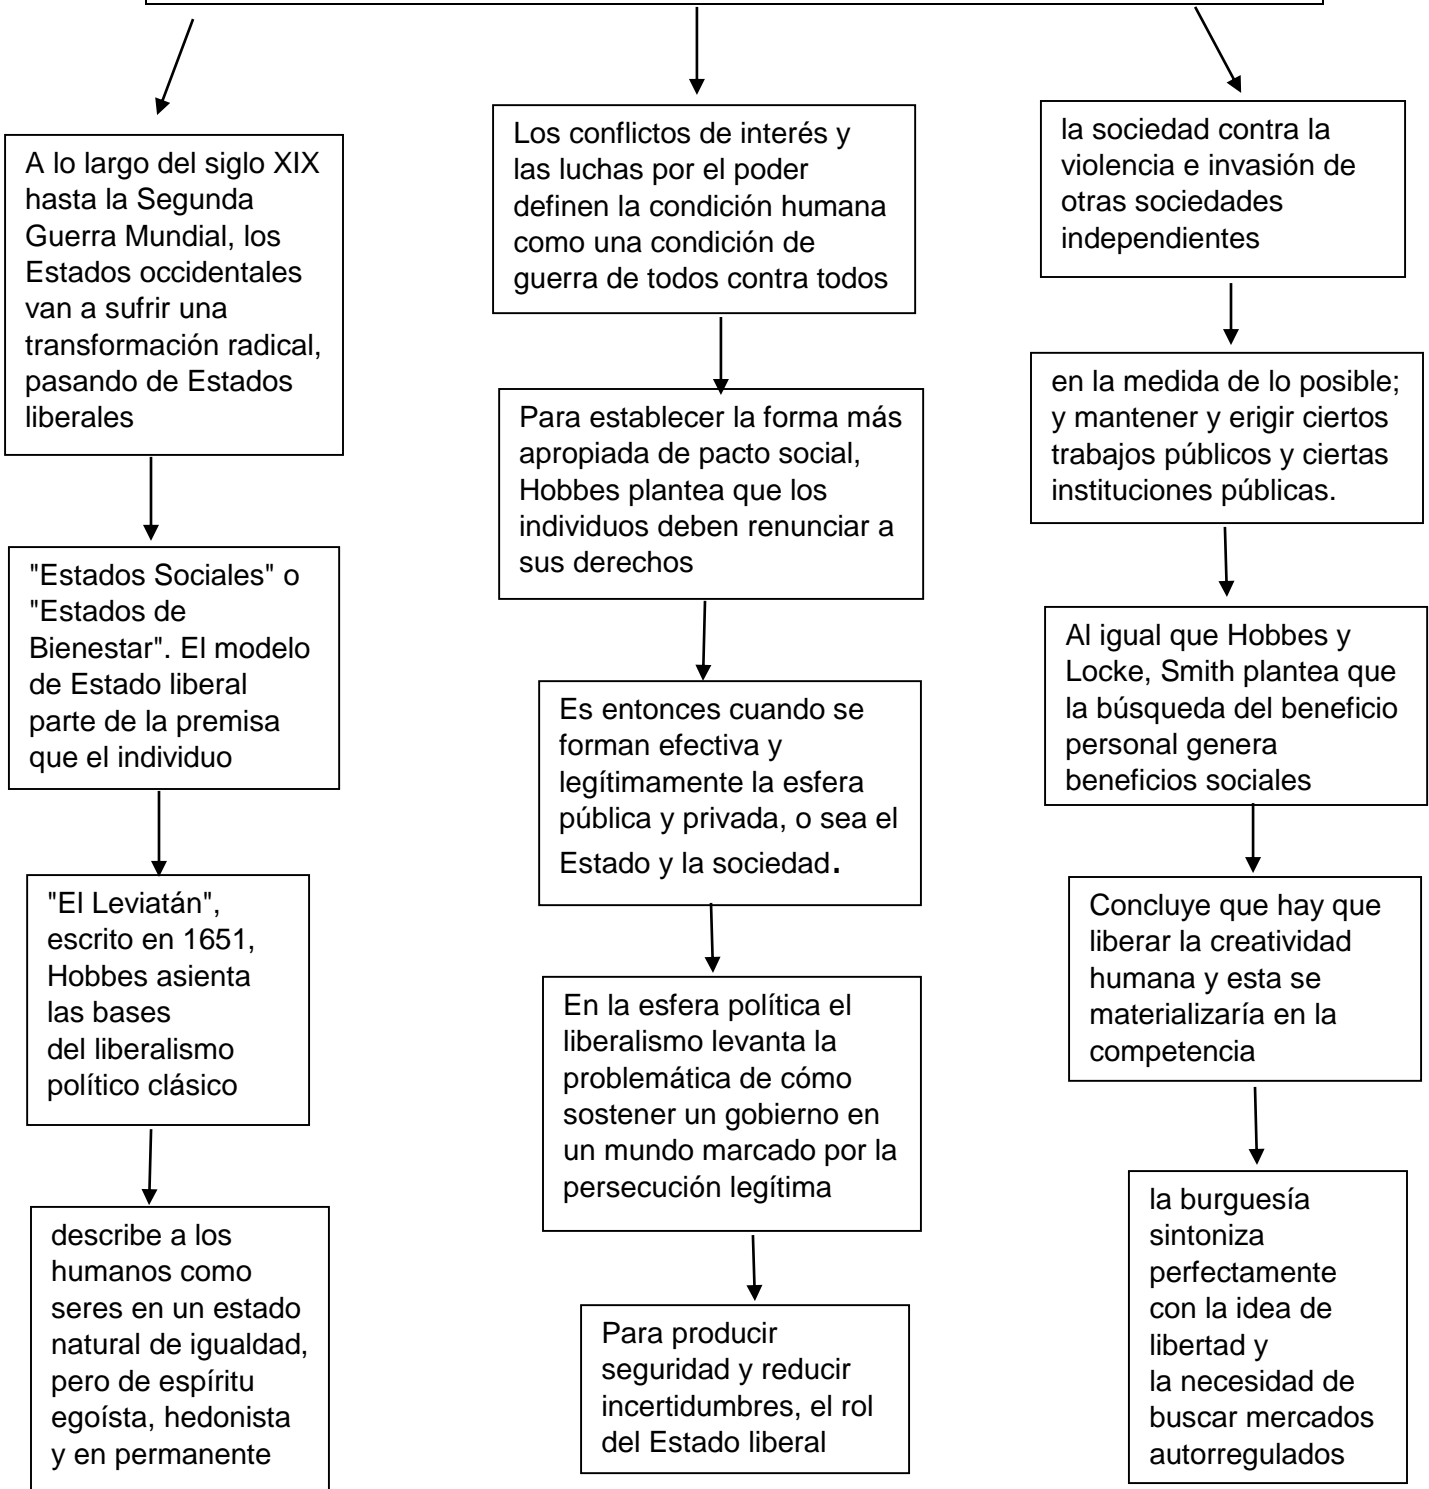 A lo largo del siglo XIX
hasta la Segunda
Guerra Mundial, los
Estados occidentales
van a sufrir una
transformación radical,
pasando de Estados
liberales
"Estados Sociales" o
"Estados de
Bienestar". El modelo
de Estado liberal
parte de la premisa
que el individuo
"El Leviatán",
escrito en 1651,
Hobbes asienta
las bases
del liberalismo
político clásico
describe a los
humanos como
seres en un estado
natural de igualdad,
pero de espíritu
egoísta, hedonista
y en permanente
Los conflictos de interés y
las luchas por el poder
definen la condición humana
como una condición de
guerra de todos contra todos
Para establecer la forma más
apropiada de pacto social,
Hobbes plantea que los
individuos deben renunciar a
sus derechos
Es entonces cuando se
forman efectiva y
legítimamente la esfera
pública y privada, o sea el
Estado y la sociedad.
En la esfera política el
liberalismo levanta la
problemática de cómo
sostener un gobierno en
un mundo marcado por la
persecución legítima
Para producir
seguridad y reducir
incertidumbres, el rol
del Estado liberal
la sociedad contra la
violencia e invasión de
otras sociedades
independientes
en la medida de lo posible;
y mantener y erigir ciertos
trabajos públicos y ciertas
instituciones públicas.
Al igual que Hobbes y
Locke, Smith plantea que
la búsqueda del beneficio
personal genera
beneficios sociales
Concluye que hay que
liberar la creatividad
humana y esta se
materializaría en la
competencia
la burguesía
sintoniza
perfectamente
con la idea de
libertad y
la necesidad de
buscar mercados
autorregulados